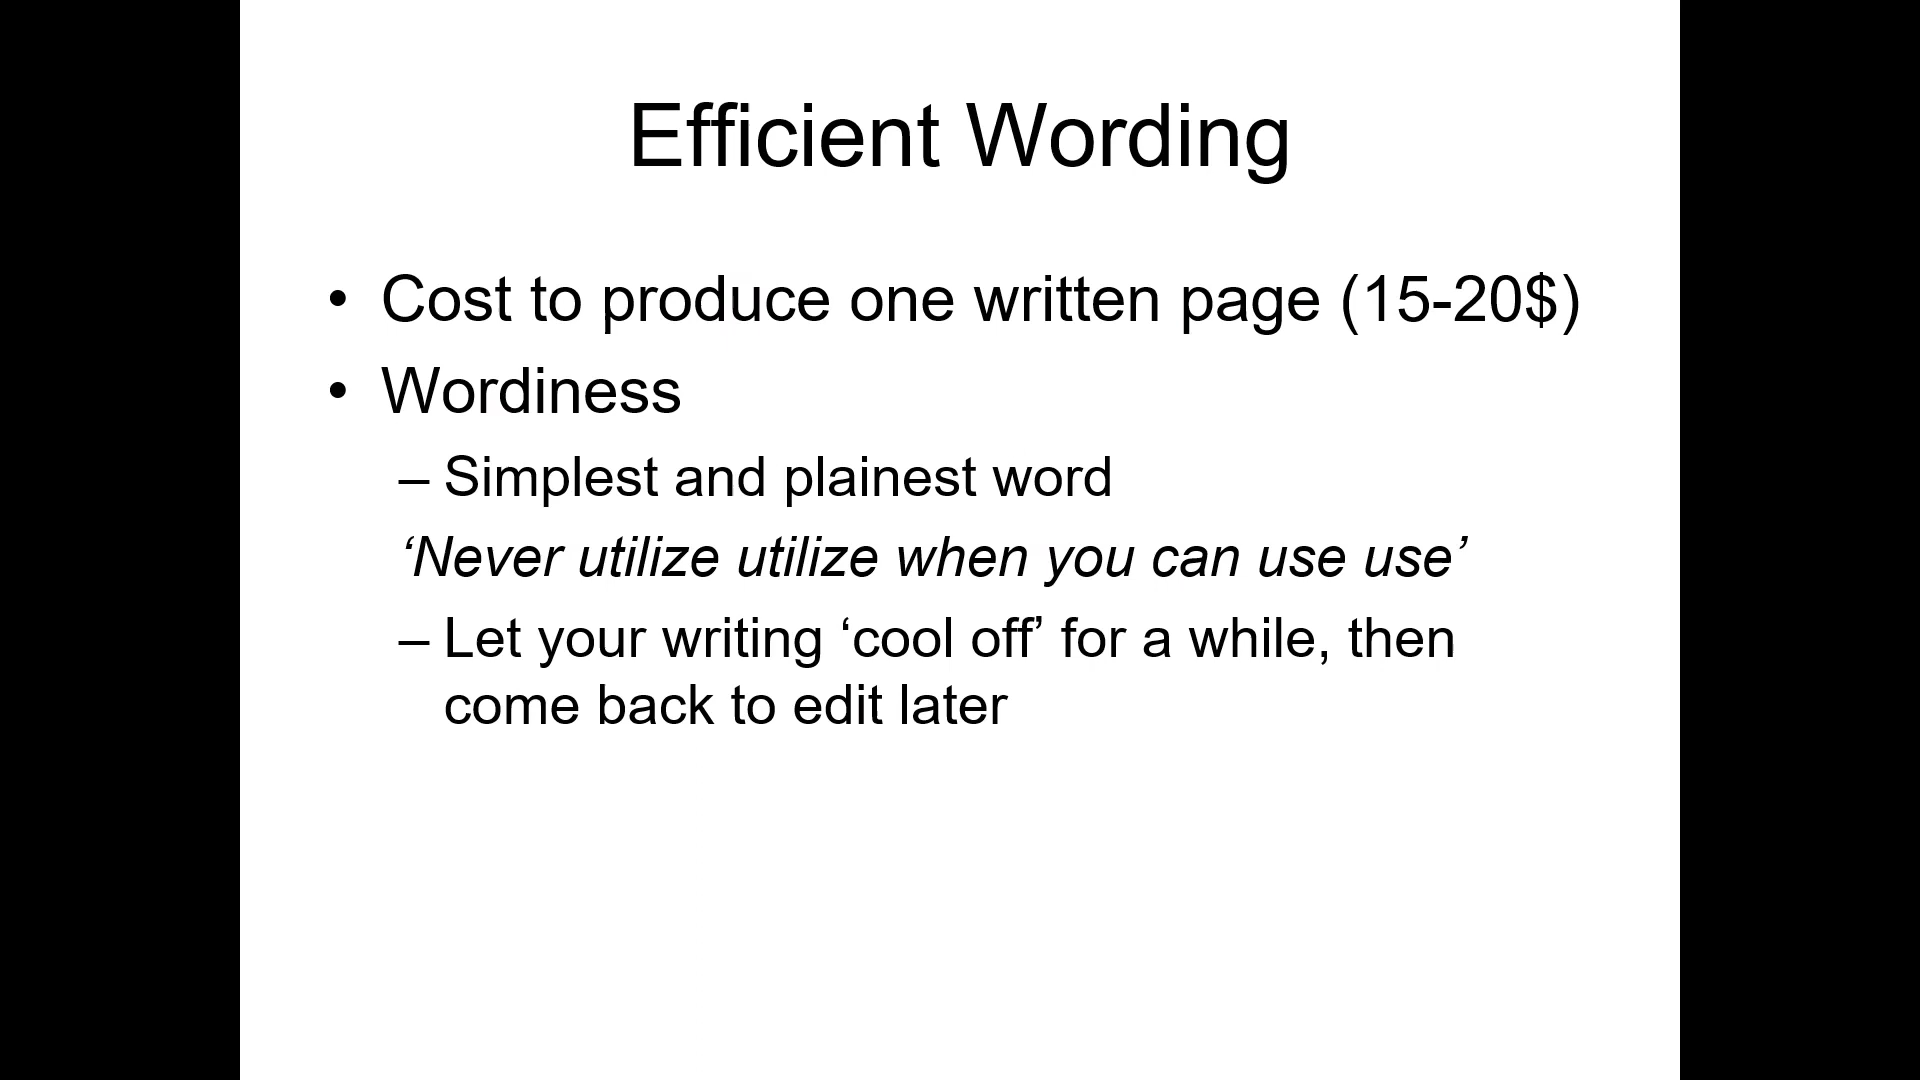 Efficient Wording
• Cost to produce one written page (15-20$)
• Wordiness
– Simplest and plainest word
‘Never utilize utilize when you can use use’
– Let your writing ‘cool off’ for a while, then
come back to edit later